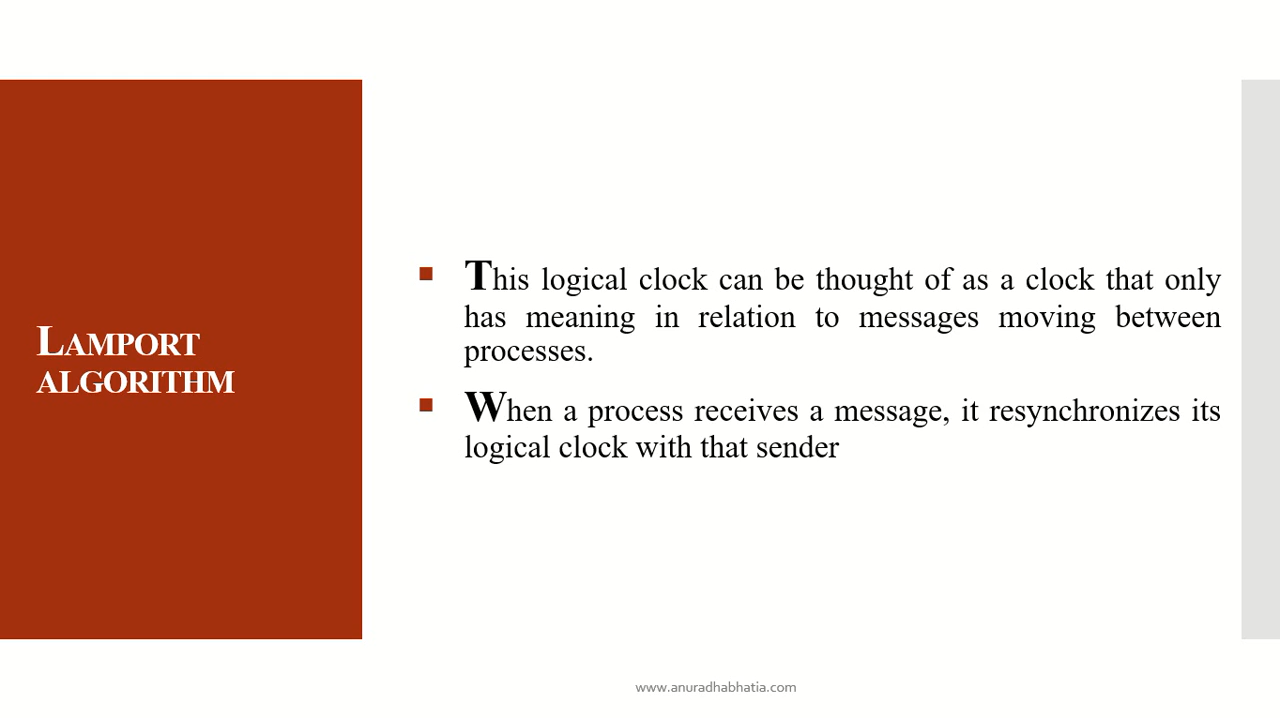 LAMPORT
ALGORITHM
This logical clock can be thought of as a clock that only
has meaning in relation to messages moving between
processes.
When a process receives a message, it resynchronizes its
logical clock with that sender
www.anuradhabhatia.com